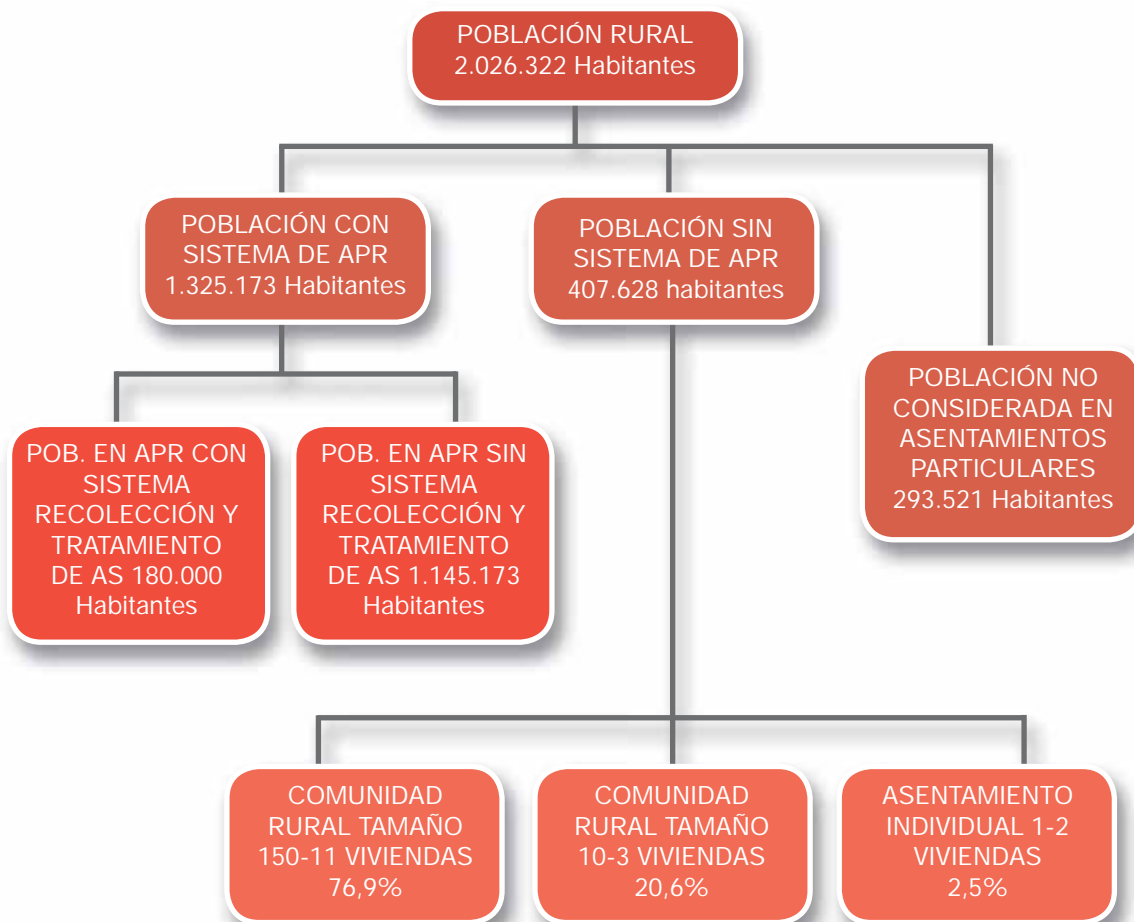 POBLACIÓN RURAL
2.026.322 Habitantes
POBLACIÓN CON
SISTEMA DE APR
1.325.173 Habitantes
POBLACIÓN SIN
SISTEMA DE APR
407.628 habitantes
POBLACIÓN NO
CONSIDERADA EN
ASENTAMIENTOS
PARTICULARES
293.521 Habitantes
POB. EN APR CON
SISTEMA
RECOLECCIÓN Y
TRATAMIENTO
DE AS 180.000
Habitantes
POB. EN APR SIN
SISTEMA
RECOLECCIÓN Y
TRATAMIENTO
DE AS 1.145.173
Habitantes
COMUNIDAD
RURAL TAMAÑO
150-11 VIVIENDAS
76,9%
COMUNIDAD
RURAL TAMAÑO
10-3 VIVIENDAS
20,6%
ASENTAMIENTO
INDIVIDUAL 1-2
VIVIENDAS
2,5%